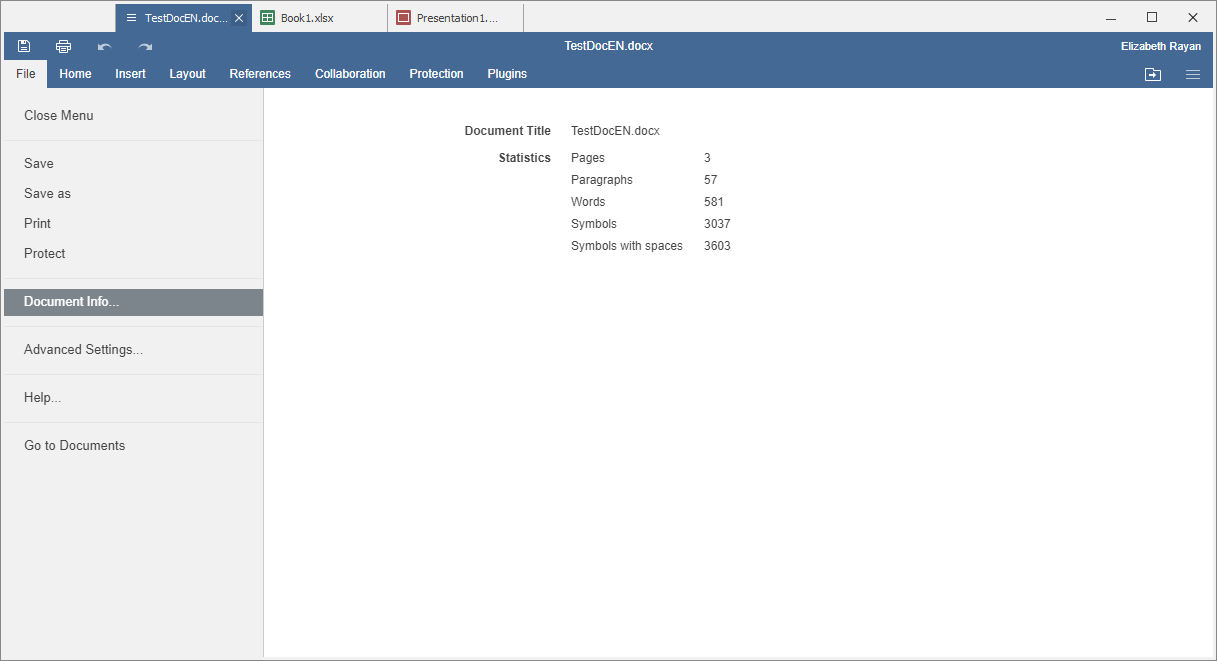 TestDocEN.doc... Book1.xlsx Presentation1....
TestDocEN.docx Elizabeth Rayan
File Home Insert Layout References Collaboration Protection Plugins
Close Menu
Save
Save as
Print
Protect
Document Info...
Advanced Settings...
Help...
Go to Documents
Document Title TestDocEN.docx
Statistics Pages 3
Paragraphs 57
Words 581
Symbols 3037
Symbols with spaces 3603